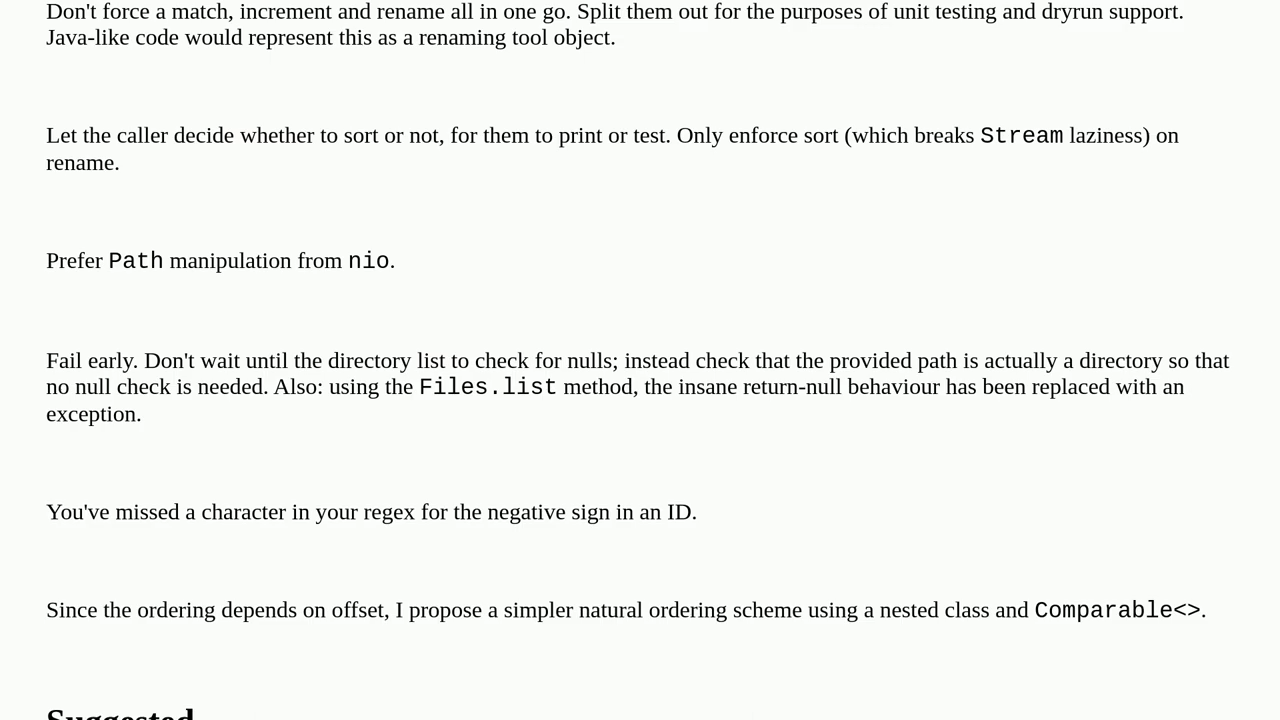 Don't force a match, increment and rename all in one go. Split them out for the purposes of unit testing and dryrun support.
Java-like code would represent this as a renaming tool object.
Let the caller decide whether to sort or not, for them to print or test. Only enforce sort (which breaks Stream laziness) on
rename.
Prefer Path manipulation from nio.
Fail early. Don't wait until the directory list to check for nulls; instead check that the provided path is actually a directory so that
no null check is needed. Also: using the Files.list method, the insane return-null behaviour has been replaced with an
exception.
You've missed a character in your regex for the negative sign in an ID.
Since the ordering depends on offset, I propose a simpler natural ordering scheme using a nested class and Comparable<>.
Suggested